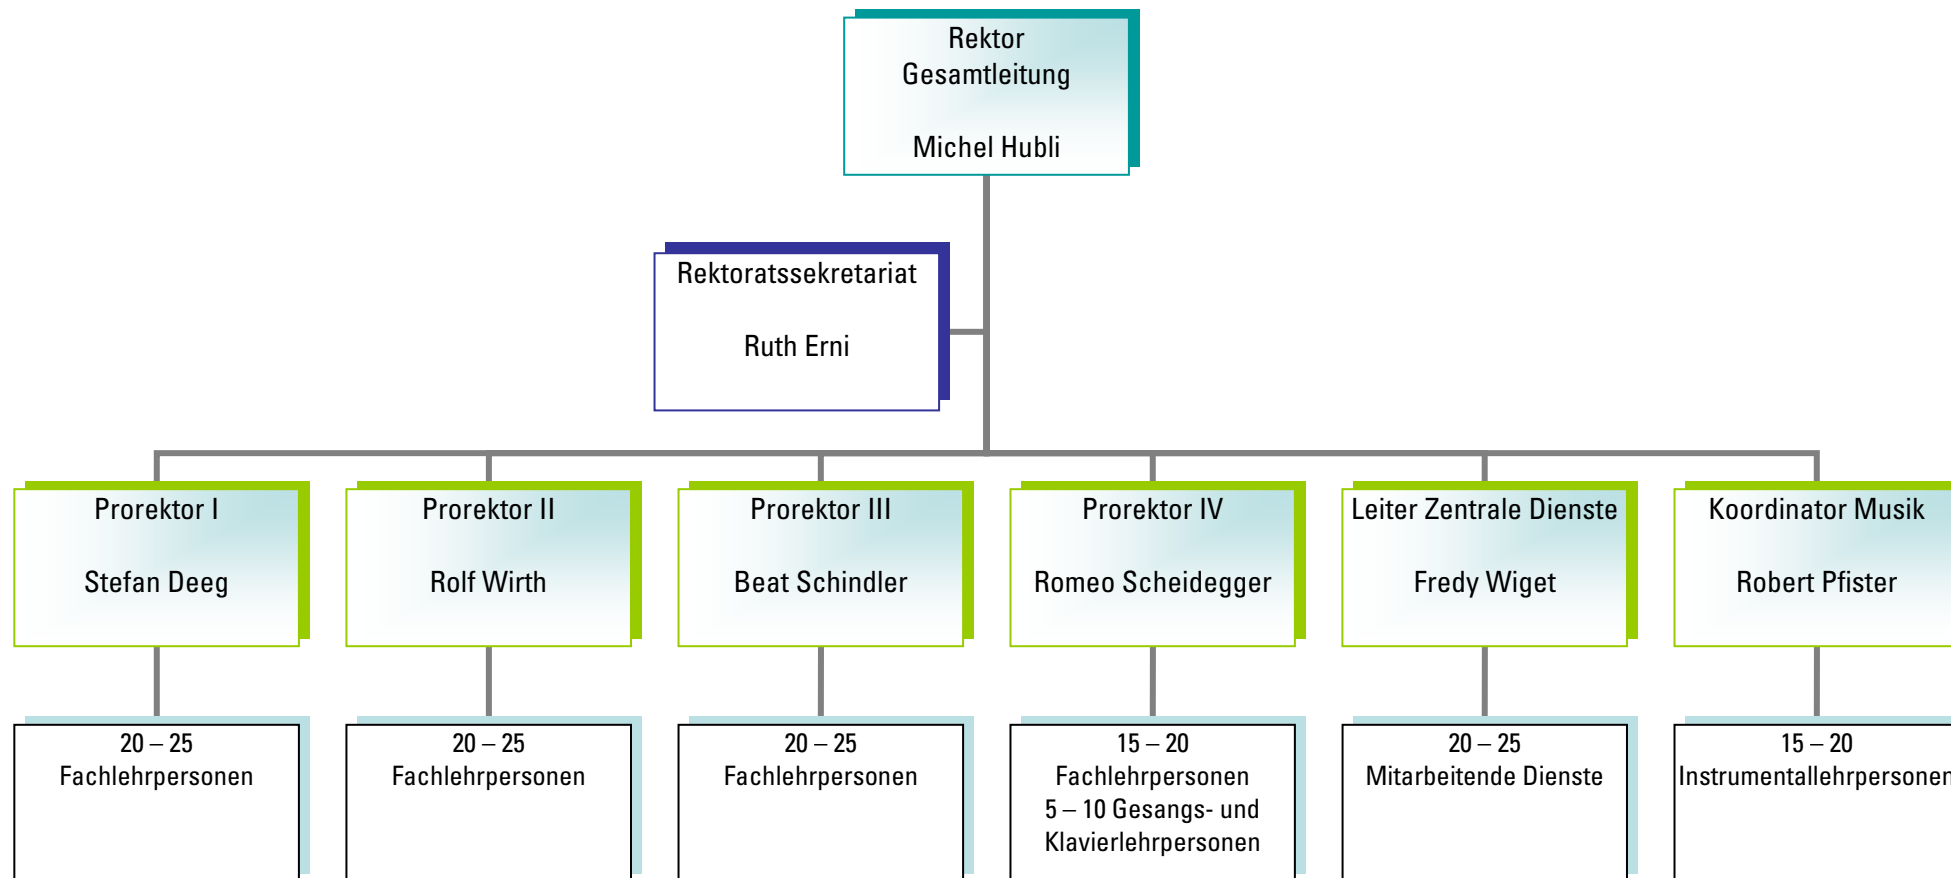 Rektor
Gesamtleitung
Michel Hubli
Rektoratssekretariat
Ruth Erni
Prorektor I
Stefan Deeg
Prorektor II
Rolf Wirth
Prorektor III
Beat Schindler
Prorektor IV
Romeo Scheidegger
Leiter Zentrale Dienste
Fredy Wiget
Koordinator Musik
Robert Pfister
20 – 25
Fachlehrpersonen
20 – 25
Fachlehrpersonen
20 – 25
Fachlehrpersonen
15 – 20
Fachlehrpersonen
5 – 10 Gesangs- und
Klavierlehrpersonen
20 – 25
Mitarbeitende Dienste
15 – 20
Instrumentallehrpersonen